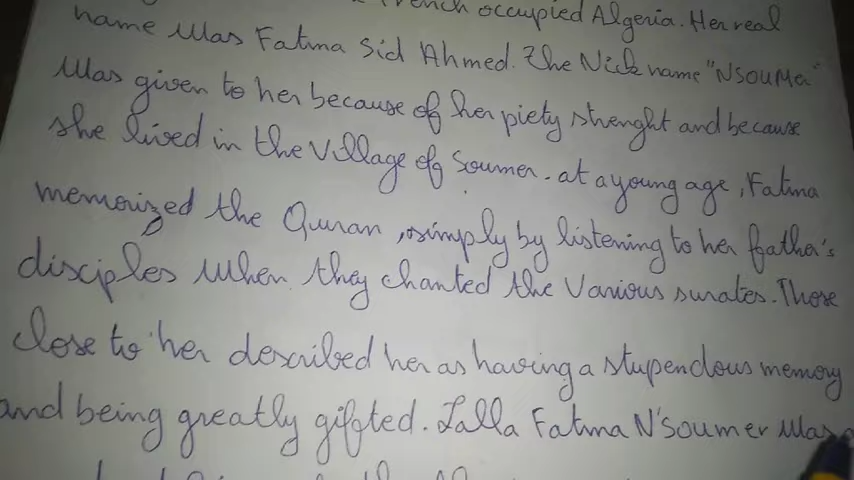 French occupied Algeria. Her real
name was Fatma Sid Ahmed. The Nick name "NSOUMer"
was given to her because of her piety strenght and because
she lived in the village of Soumer. at a young age, Fatma
memorized the Quran, simply by listening to her father's
disciples when they chanted the various surates. Those
close to her described her as having a stupendous memory
and being greatly gifted. Lalla Fatma N'Soumer was